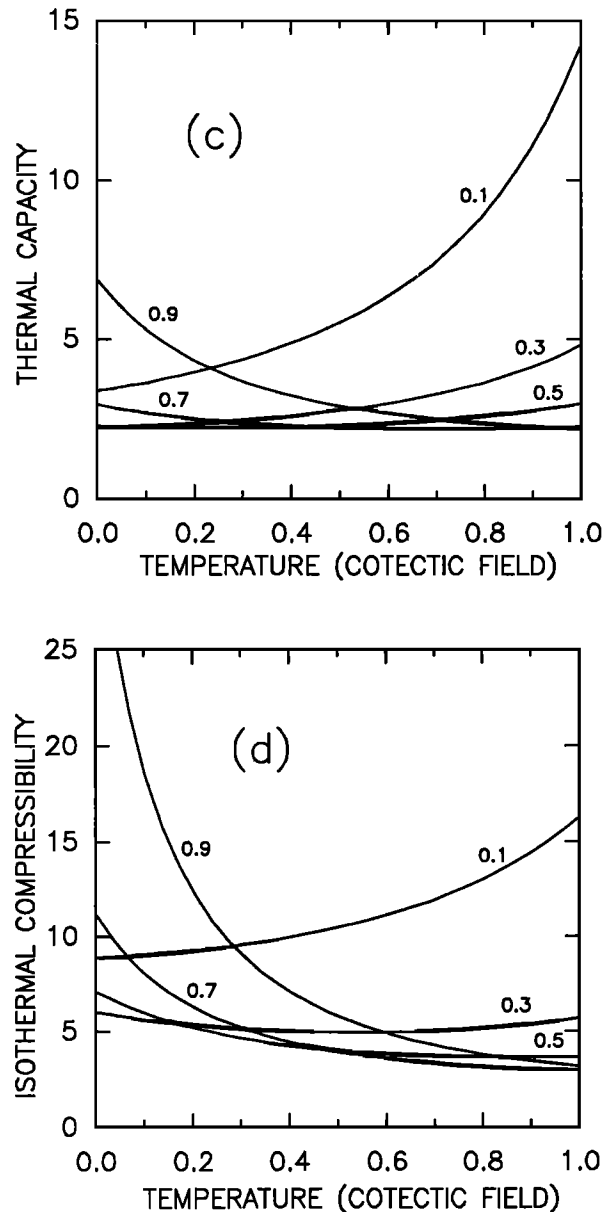 15
10
5
0
THERMAL CAPACITY
(c)
0.1
0.9
0.3
0.7
0.5
0.0 0.2 0.4 0.6 0.8 1.0
TEMPERATURE (COTECTIC FIELD)
25
20
15
10
5
0
ISOTHERMAL COMPRESSIBILITY
(d)
0.9
0.1
0.7
0.3
0.5
0.0 0.2 0.4 0.6 0.8 1.0
TEMPERATURE (COTECTIC FIELD)